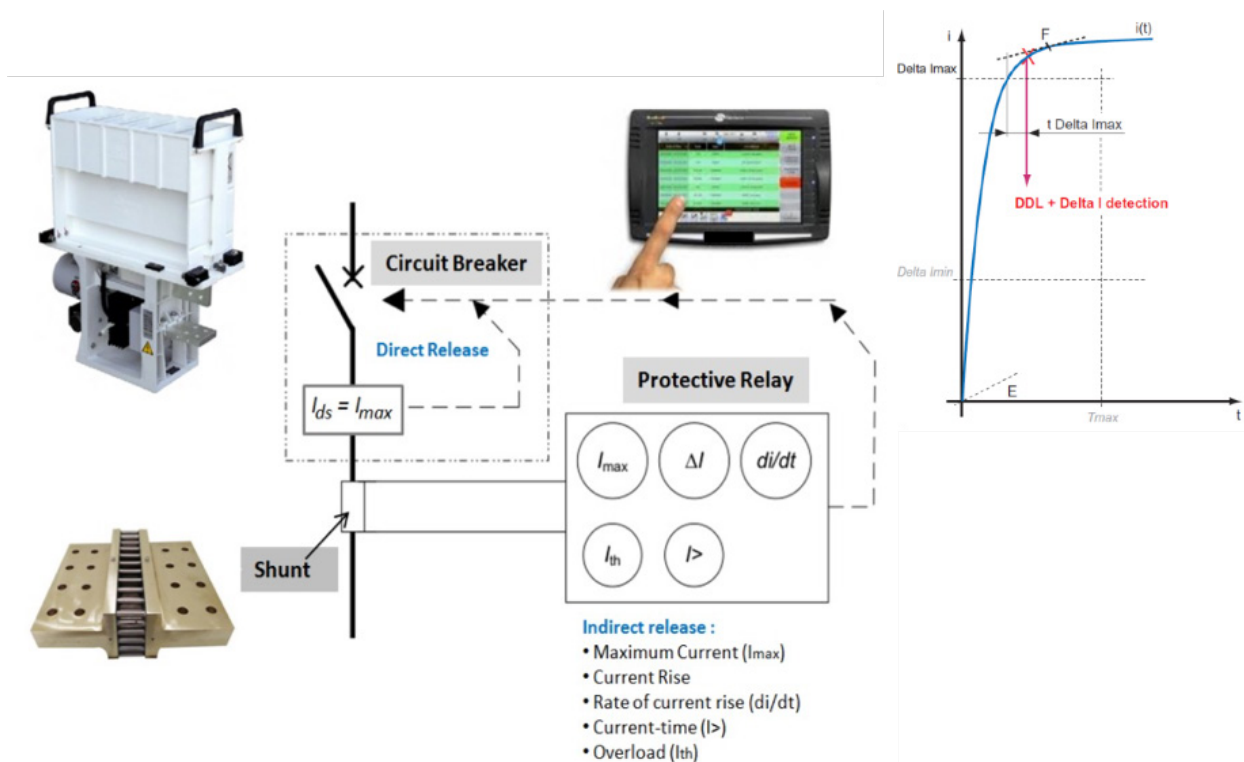 Circuit Breaker
Direct Release
Ids = Imax
Shunt
Protective Relay
Imax
ΔI
di/dt
Ith
I>
Indirect release :
• Maximum Current (Imax)
• Current Rise
• Rate of current rise (di/dt)
• Current-time (I>)
• Overload (Ith)
i
F
i(t)
Delta Imax
t Delta Imax
DDL + Delta I detection
Delta Imin
E
Tmax
t